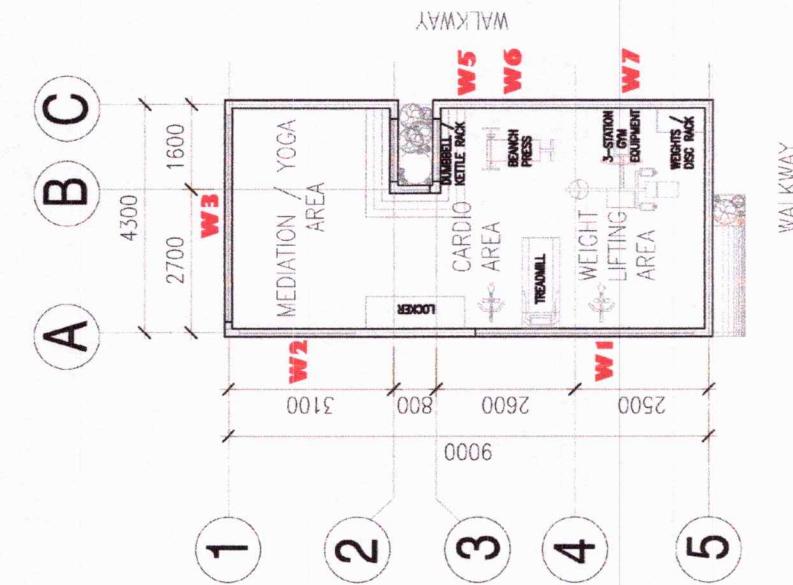 WALKWAY
C
B
A
1600
4300
2700
W3
W5
W6
W7
MEDIATION / YOGA
AREA
DUMBBELL /
KETTLE RACK
BEANCH
PRESS
3-STATION
GYM
EQUIPMENT
WEIGHTS /
DISC RACK
CARDIO
AREA
WEIGHT
LIFTING
AREA
LOCKER
TREADMILL
WALKWAY
W2
W1
3100
800
2600
2500
9000
1
2
3
4
5